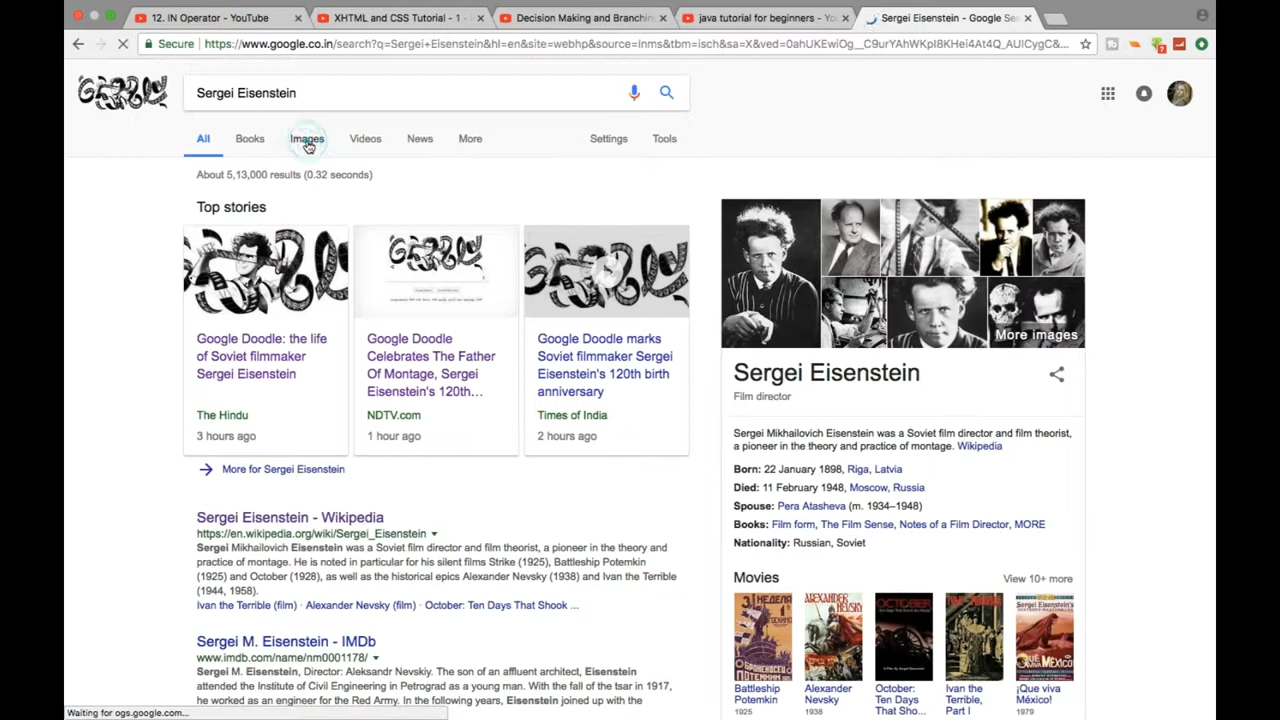 12. IN Operator - YouTube
XHTML and CSS Tutorial - 1 -
Decision Making and Branchin
java tutorial for beginners - Yo
Sergei Eisenstein - Google Se
Secure
https://www.google.co.in/search?q=Sergei+Eisenstein&hl=en&site=webhp&source=lnms&tbm=isch&sa=X&ved=0ahUKEwiOg__C9urYAhWKpI8KHei4At4Q_AUICygC&...
Sergei Eisenstein
All Books Images Videos News More Settings Tools
About 5,13,000 results (0.32 seconds)
Top stories
Google Doodle: the life
of Soviet filmmaker
Sergei Eisenstein
The Hindu
3 hours ago
Google Doodle
Celebrates The Father
Of Montage, Sergei
Eisenstein's 120th...
NDTV.com
1 hour ago
Google Doodle marks
Soviet filmmaker Sergei
Eisenstein's 120th birth
anniversary
Times of India
2 hours ago
More for Sergei Eisenstein
Sergei Eisenstein - Wikipedia
https://en.wikipedia.org/wiki/Sergei_Eisenstein
Sergei Mikhailovich Eisenstein was a Soviet film director and film theorist, a pioneer in the theory and
practice of montage. He is noted in particular for his silent films Strike (1925), Battleship Potemkin
(1925) and October (1928), as well as the historical epics Alexander Nevsky (1938) and Ivan the Terrible
(1944, 1958).
Ivan the Terrible (film) · Alexander Nevsky (film) · October: Ten Days That Shook ...
Sergei M. Eisenstein - IMDb
www.imdb.com/name/nm0001178/
Sergei M. Eisenstein, Director: Aleksandr Nevskiy. The son of an affluent architect, Eisenstein
attended the Institute of Civil Engineering in Petrograd as a young man. With the fall of the tsar in 1917,
he worked as an engineer for the Red Army. In the following years, Eisenstein joined up with the
Waiting for ogs.google.com...
More images
Sergei Eisenstein
Film director
Sergei Mikhailovich Eisenstein was a Soviet film director and film theorist,
a pioneer in the theory and practice of montage. Wikipedia
Born: 22 January 1898, Riga, Latvia
Died: 11 February 1948, Moscow, Russia
Spouse: Pera Atasheva (m. 1934–1948)
Books: Film form, The Film Sense, Notes of a Film Director, MORE
Nationality: Russian, Soviet
Movies
View 10+ more
Battleship
Potemkin
1925
Alexander
Nevsky
1938
October:
Ten Days
That Sho...
Ivan the
Terrible,
Part I
1944
¡Que viva
México!
1979